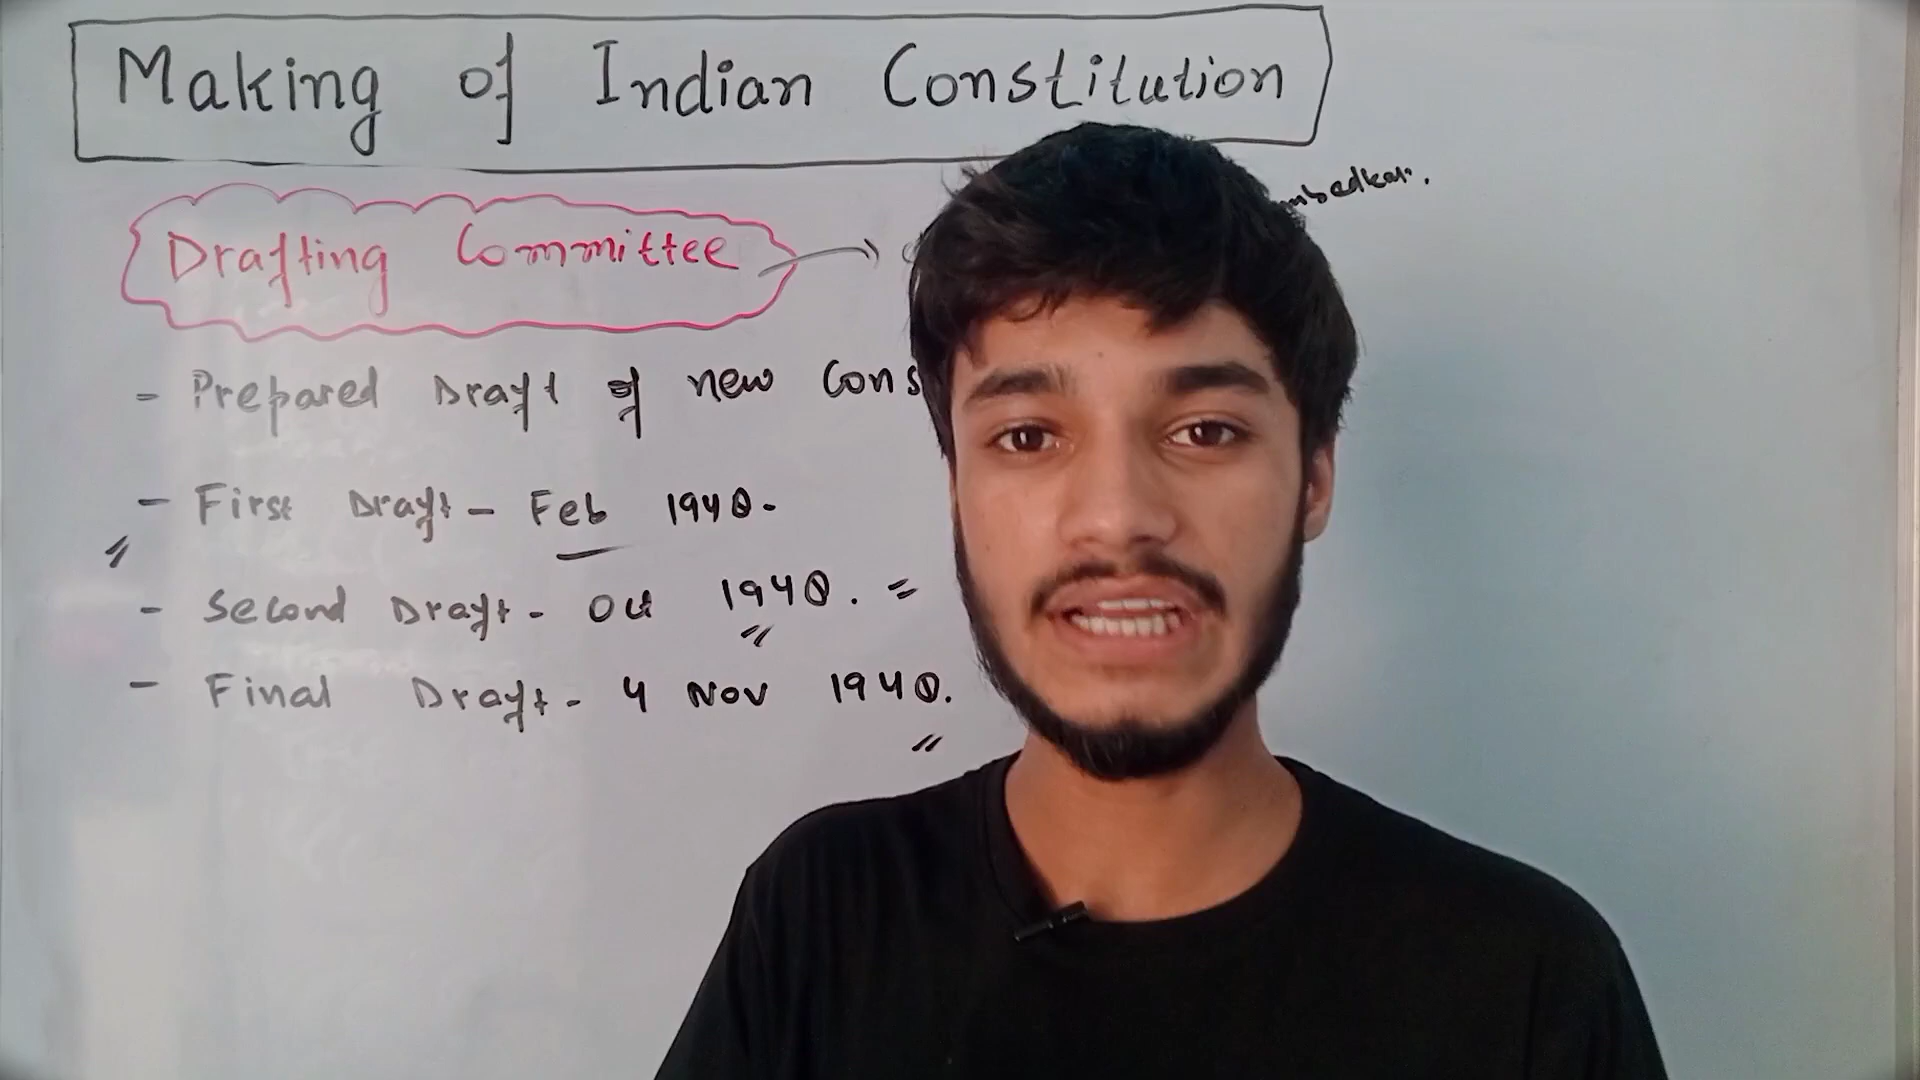 Making of Indian Constitution
Drafting Committee → mbedkar.
- Prepared Draft of new Cons
- First Draft - Feb 1948.
- Second Draft - Oct 1948. =
- Final Draft - 4 Nov 1948.